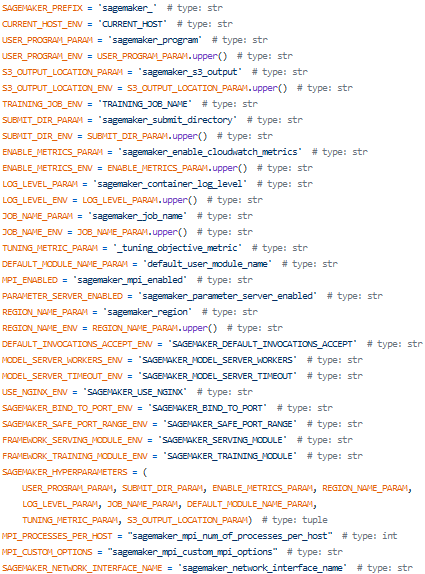 SAGEMAKER_PREFIX = 'sagemaker_'  # type: str
CURRENT_HOST_ENV = 'CURRENT_HOST'  # type: str
USER_PROGRAM_PARAM = 'sagemaker_program'  # type: str
USER_PROGRAM_ENV = USER_PROGRAM_PARAM.upper()  # type: str
S3_OUTPUT_LOCATION_PARAM = 'sagemaker_s3_output'  # type: str
S3_OUTPUT_LOCATION_ENV = S3_OUTPUT_LOCATION_PARAM.upper()  # type: str
TRAINING_JOB_ENV = 'TRAINING_JOB_NAME'  # type: str
SUBMIT_DIR_PARAM = 'sagemaker_submit_directory'  # type: str
SUBMIT_DIR_ENV = SUBMIT_DIR_PARAM.upper()  # type: str
ENABLE_METRICS_PARAM = 'sagemaker_enable_cloudwatch_metrics'  # type: str
ENABLE_METRICS_ENV = ENABLE_METRICS_PARAM.upper()  # type: str
LOG_LEVEL_PARAM = 'sagemaker_container_log_level'  # type: str
LOG_LEVEL_ENV = LOG_LEVEL_PARAM.upper()  # type: str
JOB_NAME_PARAM = 'sagemaker_job_name'  # type: str
JOB_NAME_ENV = JOB_NAME_PARAM.upper()  # type: str
TUNING_METRIC_PARAM = '_tuning_objective_metric'  # type: str
DEFAULT_MODULE_NAME_PARAM = 'default_user_module_name'  # type: str
MPI_ENABLED = 'sagemaker_mpi_enabled'  # type: str
PARAMETER_SERVER_ENABLED = 'sagemaker_parameter_server_enabled'  # type: str
REGION_NAME_PARAM = 'sagemaker_region'  # type: str
REGION_NAME_ENV = REGION_NAME_PARAM.upper()  # type: str
DEFAULT_INVOCATIONS_ACCEPT_ENV = 'SAGEMAKER_DEFAULT_INVOCATIONS_ACCEPT'  # type: str
MODEL_SERVER_WORKERS_ENV = 'SAGEMAKER_MODEL_SERVER_WORKERS'  # type: str
MODEL_SERVER_TIMEOUT_ENV = 'SAGEMAKER_MODEL_SERVER_TIMEOUT'  # type: str
USE_NGINX_ENV = 'SAGEMAKER_USE_NGINX'  # type: str
SAGEMAKER_BIND_TO_PORT_ENV = 'SAGEMAKER_BIND_TO_PORT'  # type: str
SAGEMAKER_SAFE_PORT_RANGE_ENV = 'SAGEMAKER_SAFE_PORT_RANGE'  # type: str
FRAMEWORK_SERVING_MODULE_ENV = 'SAGEMAKER_SERVING_MODULE'  # type: str
FRAMEWORK_TRAINING_MODULE_ENV = 'SAGEMAKER_TRAINING_MODULE'  # type: str
SAGEMAKER_HYPERPARAMETERS = (
    USER_PROGRAM_PARAM, SUBMIT_DIR_PARAM, ENABLE_METRICS_PARAM, REGION_NAME_PARAM,
    LOG_LEVEL_PARAM, JOB_NAME_PARAM, DEFAULT_MODULE_NAME_PARAM,
    TUNING_METRIC_PARAM, S3_OUTPUT_LOCATION_PARAM)  # type: tuple
MPI_PROCESSES_PER_HOST = "sagemaker_mpi_num_of_processes_per_host"  # type: int
MPI_CUSTOM_OPTIONS = "sagemaker_mpi_custom_mpi_options"  # type: str
SAGEMAKER_NETWORK_INTERFACE_NAME = 'sagemaker_network_interface_name'  # type: str